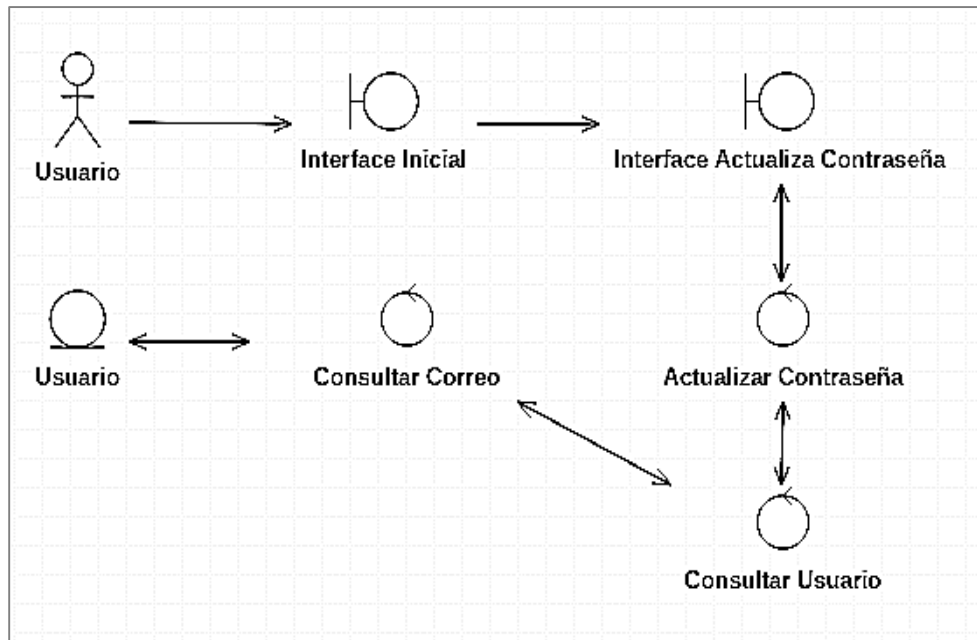 Usuario
Interface Inicial
Interface Actualiza Contraseña
Usuario
Consultar Correo
Actualizar Contraseña
Consultar Usuario